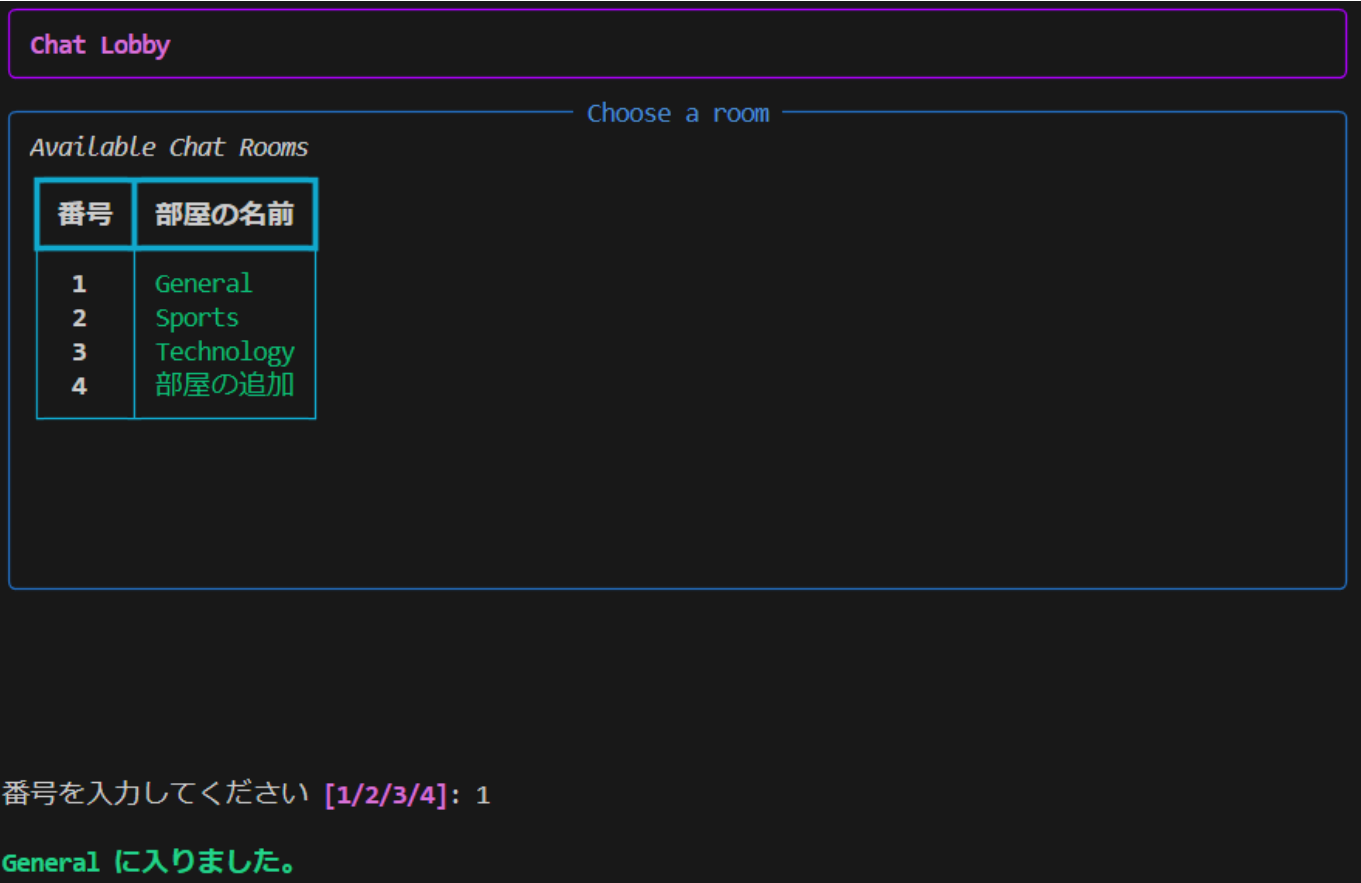 Chat Lobby
Choose a room
Available Chat Rooms
番号 部屋の名前
1 General
2 Sports
3 Technology
4 部屋の追加
番号を入力してください [1/2/3/4]: 1
General に入りました。